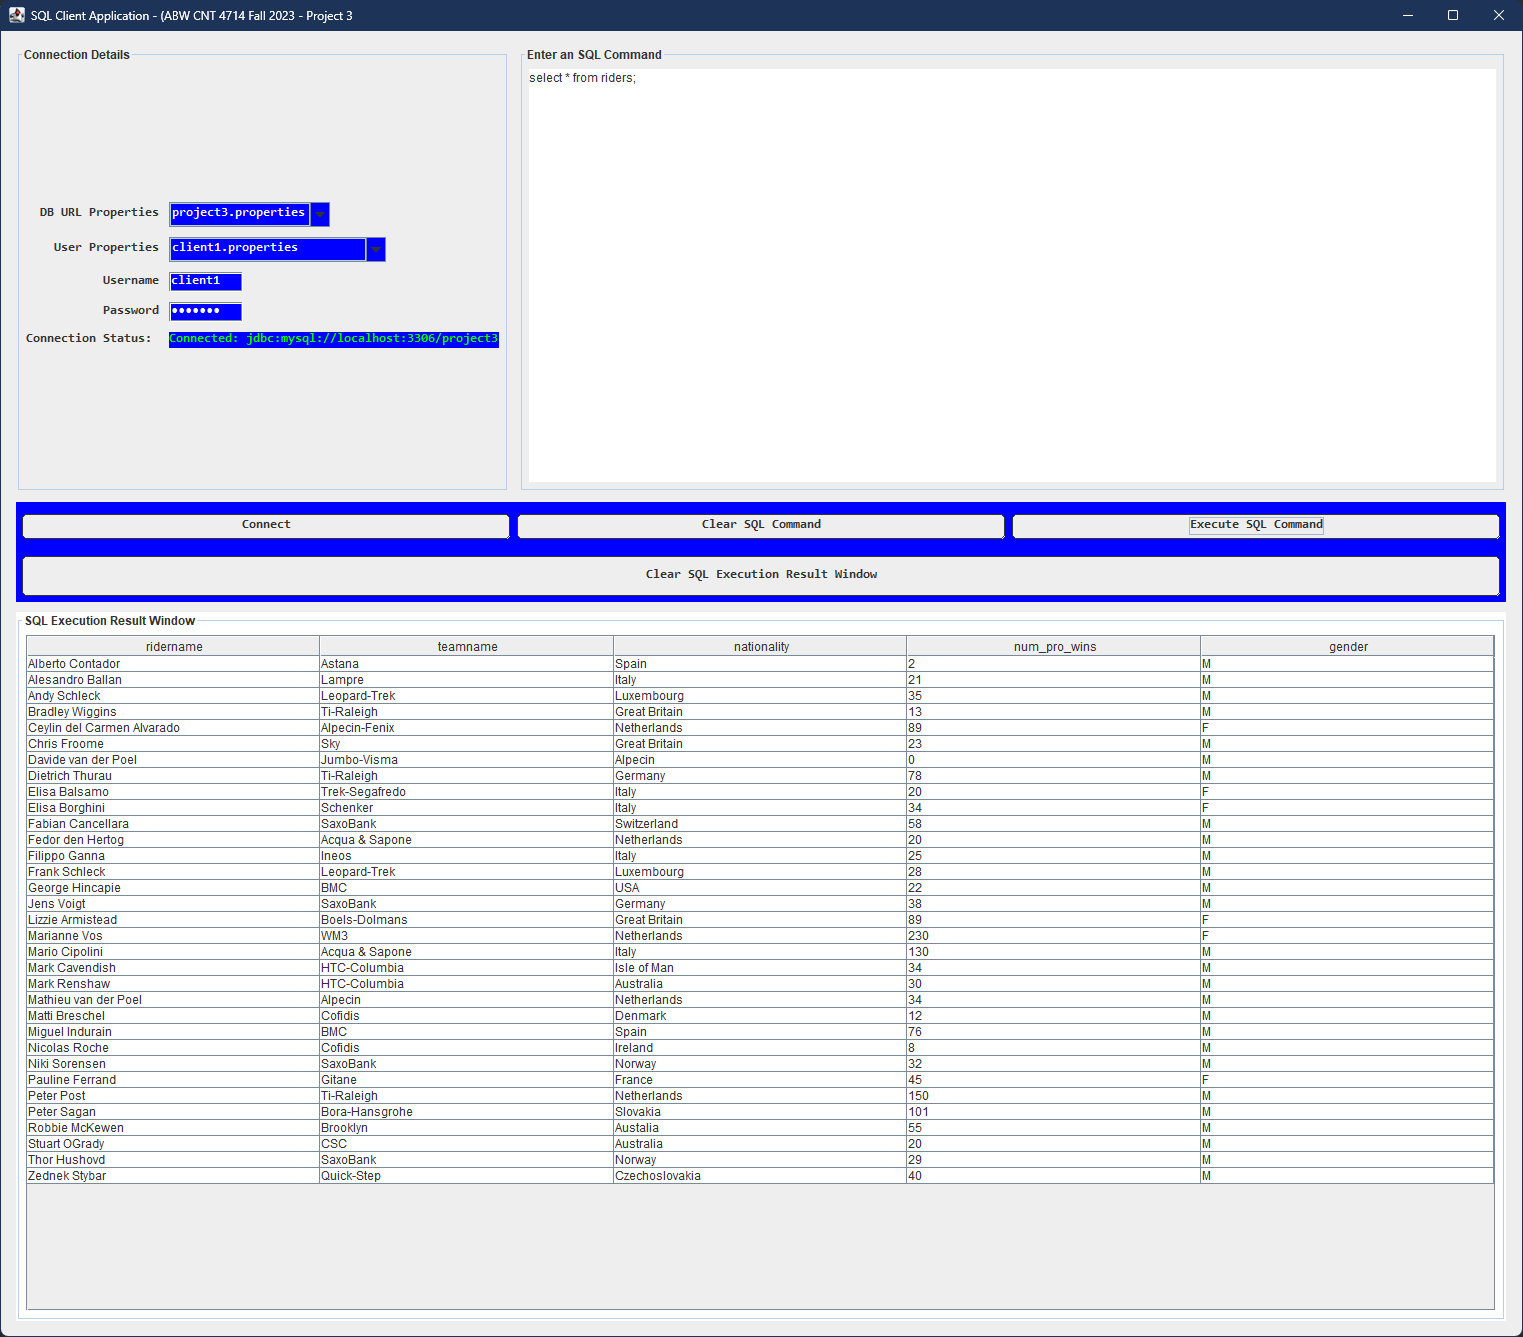 SQL Client Application - (ABW CNT 4714 Fall 2023 - Project 3
Connection Details
DB URL Properties project3.properties
User Properties client1.properties
Username client1
Password •••••••
Connection Status: Connected: jdbc:mysql://localhost:3306/project3
Enter an SQL Command
select * from riders;
Connect Clear SQL Command Execute SQL Command
Clear SQL Execution Result Window
SQL Execution Result Window
ridername teamname nationality num_pro_wins gender
Alberto Contador Astana Spain 2 M
Alesandro Ballan Lampre Italy 21 M
Andy Schleck Leopard-Trek Luxembourg 35 M
Bradley Wiggins Ti-Raleigh Great Britain 13 M
Ceylin del Carmen Alvarado Alpecin-Fenix Netherlands 89 F
Chris Froome Sky Great Britain 23 M
Davide van der Poel Jumbo-Visma Alpecin 0 M
Dietrich Thurau Ti-Raleigh Germany 78 M
Elisa Balsamo Trek-Segafredo Italy 20 F
Elisa Borghini Schenker Italy 34 F
Fabian Cancellara SaxoBank Switzerland 58 M
Fedor den Hertog Acqua & Sapone Netherlands 20 M
Filippo Ganna Ineos Italy 25 M
Frank Schleck Leopard-Trek Luxembourg 28 M
George Hincapie BMC USA 22 M
Jens Voigt SaxoBank Germany 38 M
Lizzie Armistead Boels-Dolmans Great Britain 89 F
Marianne Vos WM3 Netherlands 230 F
Mario Cipolini Acqua & Sapone Italy 130 M
Mark Cavendish HTC-Columbia Isle of Man 34 M
Mark Renshaw HTC-Columbia Australia 30 M
Mathieu van der Poel Alpecin Netherlands 34 M
Matti Breschel Cofidis Denmark 12 M
Miguel Indurain BMC Spain 76 M
Nicolas Roche Cofidis Ireland 8 M
Niki Sorensen SaxoBank Norway 32 M
Pauline Ferrand Gitane France 45 F
Peter Post Ti-Raleigh Netherlands 150 M
Peter Sagan Bora-Hansgrohe Slovakia 101 M
Robbie McKewen Brooklyn Austalia 55 M
Stuart OGrady CSC Australia 20 M
Thor Hushovd SaxoBank Norway 29 M
Zednek Stybar Quick-Step Czechoslovakia 40 M